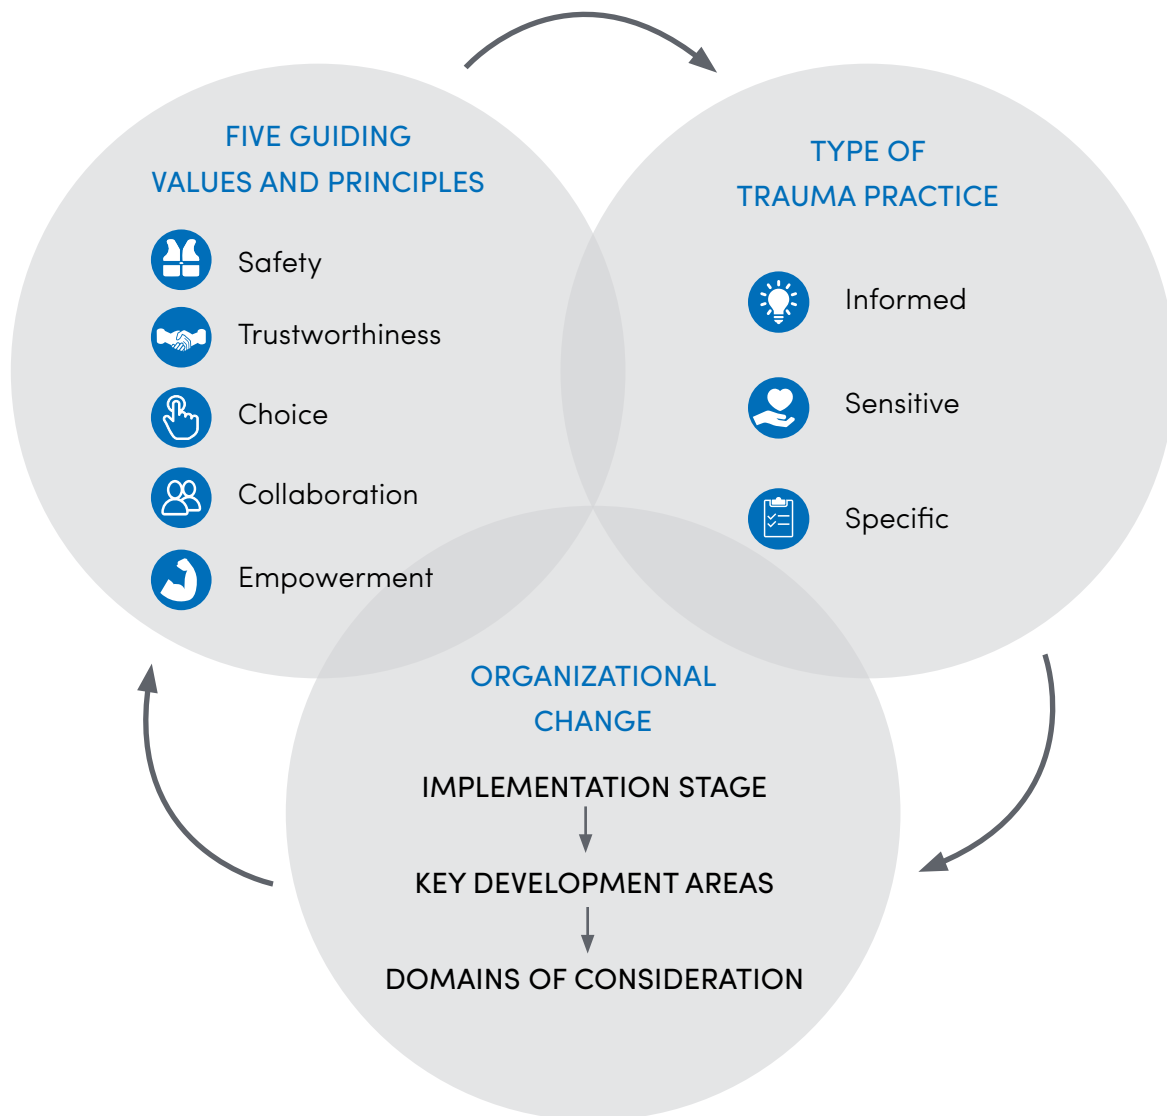 FIVE GUIDING
VALUES AND PRINCIPLES
Safety
Trustworthiness
Choice
Collaboration
Empowerment
TYPE OF
TRAUMA PRACTICE
Informed
Sensitive
Specific
ORGANIZATIONAL
CHANGE
IMPLEMENTATION STAGE
KEY DEVELOPMENT AREAS
DOMAINS OF CONSIDERATION